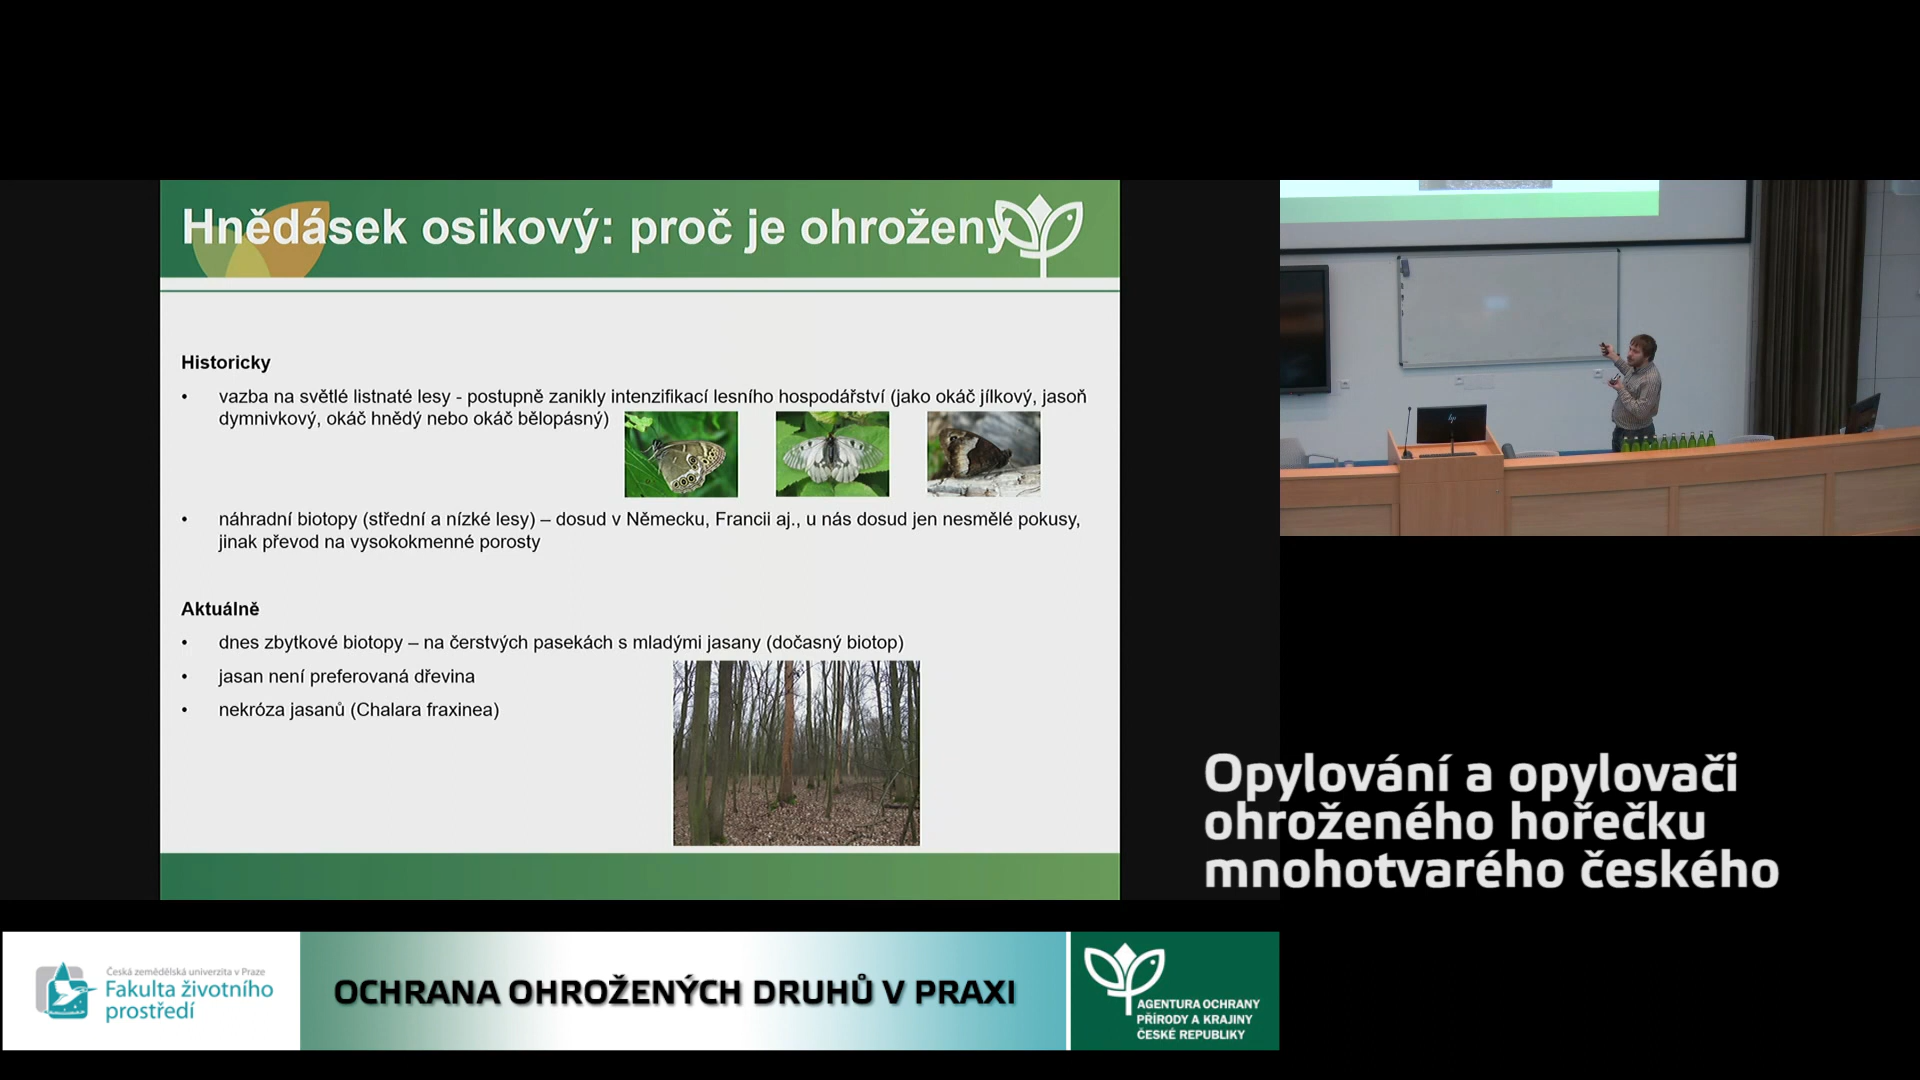 Hnědásek osikový: proč je ohrožený
Historicky
• vazba na světlé listnaté lesy - postupně zanikly intenzifikací lesního hospodářství (jako okáč jílkový, jasoň
dymnivkový, okáč hnědý nebo okáč bělopásný)
• náhradní biotopy (střední a nízké lesy) – dosud v Německu, Francii aj., u nás dosud jen nesmělé pokusy,
jinak převod na vysokokmenné porosty
Aktuálně
• dnes zbytkové biotopy – na čerstvých pasekách s mladými jasany (dočasný biotop)
• jasan není preferovaná dřevina
• nekróza jasanů (Chalara fraxinea)
hp
Opylování a opylovači
ohroženého hořečku
mnohotvarého českého
Česká zemědělská univerzita v Praze
Fakulta životního
prostředí
OCHRANA OHROŽENÝCH DRUHŮ V PRAXI
AGENTURA OCHRANY
PŘÍRODY A KRAJINY
ČESKÉ REPUBLIKY